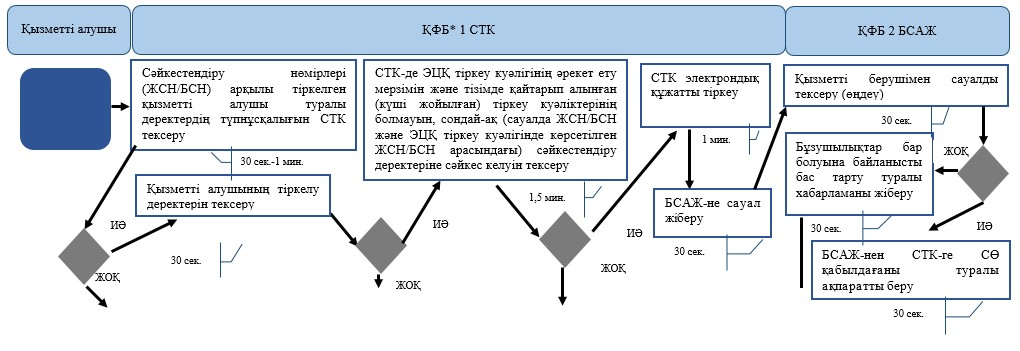 Қызметті алушы
ҚФБ* 1 СТК
ҚФБ 2 БСАЖ
Сәйкестендіру нөмірлері
(ЖСН/БСН) арқылы тіркелген
қызметті алушы туралы
деректердің түпнұсқалығын СТК
тексеру
30 сек.-1 мин.
Қызметті алушының тіркелу
деректерін тексеру
30 сек.
ИӘ
ЖОҚ
СТК-де ЭЦҚ тіркеу куәлігінің әрекет ету
мерзімін және тізімде қайтарып алынған
(күші жойылған) тіркеу куәліктерінің
болмауын, сондай-ақ (сауалда ЖСН/БСН
және ЭЦҚ тіркеу куәлігінде көрсетілген
ЖСН/БСН арасындағы) сәйкестендіру
деректеріне сәйкес келуін тексеру
1,5 мин.
ИӘ
ЖОҚ
СТК электрондық
құжатты тіркеу
1 мин.
БСАЖ-не сауал
жіберу
30 сек.
ИӘ
ЖОҚ
Қызметті берушімен сауалды
тексеру (өңдеу)
30 сек.
ЖОҚ
Бұзушылықтар бар
болуына байланысты
бас тарту туралы
хабарламаны жіберу
30 сек.
ИӘ
БСАЖ-нен СТК-ге СӨ
қабылдағаны туралы
ақпаратты беру
30 сек.